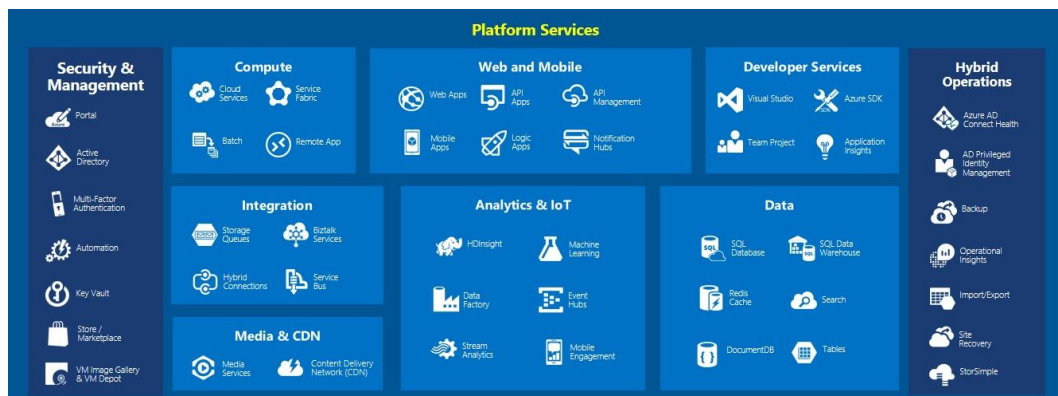 Platform Services
Security &
Management
Portal
Active
Directory
Multi-Factor
Authentication
Automation
Key Vault
Store /
Marketplace
VM Image Gallery
& VM Depot
Compute
Cloud
Services
Service
Fabric
Batch
Remote App
Web and Mobile
Web Apps
API
Apps
API
Management
Mobile
Apps
Logic
Apps
Notification
Hubs
Developer Services
Visual Studio
Azure SDK
Team Project
Application
Insights
Integration
Storage
Queues
Biztalk
Services
Hybrid
Connections
Service
Bus
Analytics & IoT
HDInsight
Machine
Learning
Data
Factory
Event
Hubs
Stream
Analytics
Mobile
Engagement
Data
SQL
Database
SQL Data
Warehouse
Redis
Cache
Search
DocumentDB
Tables
Media & CDN
Media
Services
Content Delivery
Network (CDN)
Hybrid
Operations
Azure AD
Connect Health
AD Privileged
Identity
Management
Backup
Operational
Insights
Import/Export
Site
Recovery
StorSimple